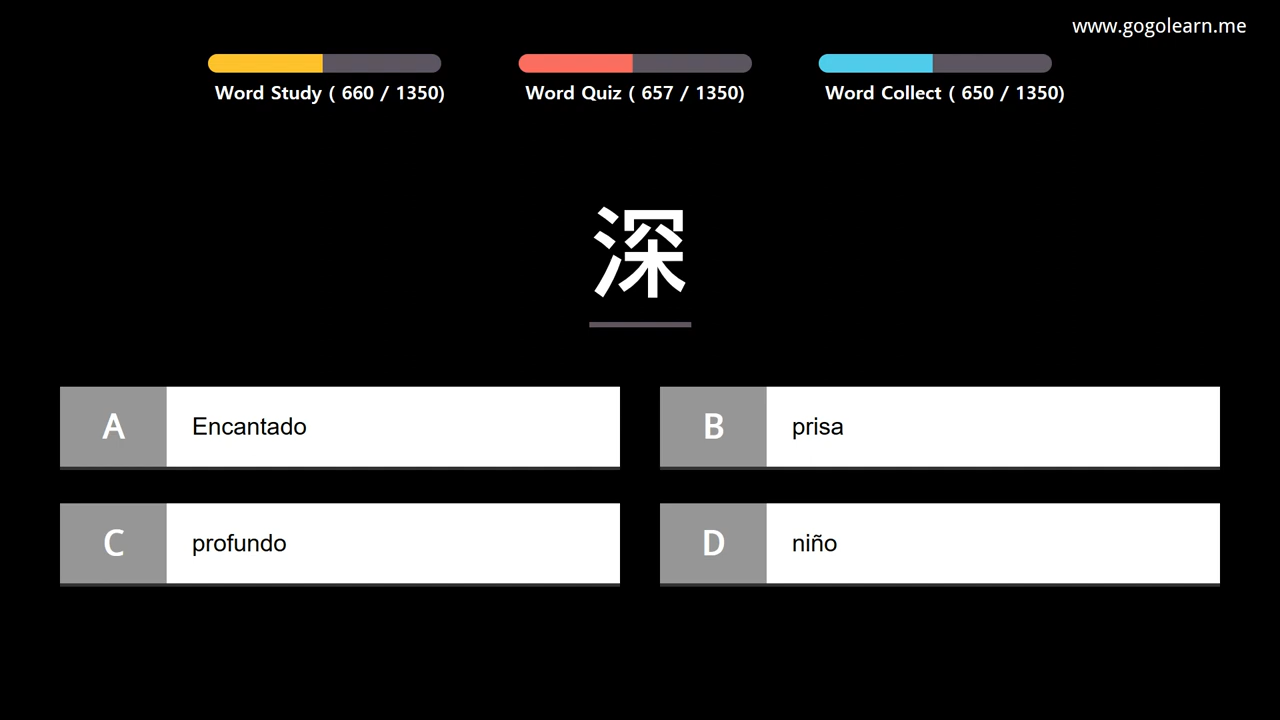 www.gogolearn.me
Word Study ( 660 / 1350)
Word Quiz ( 657 / 1350)
Word Collect ( 650 / 1350)
深
A Encantado
B prisa
C profundo
D niño